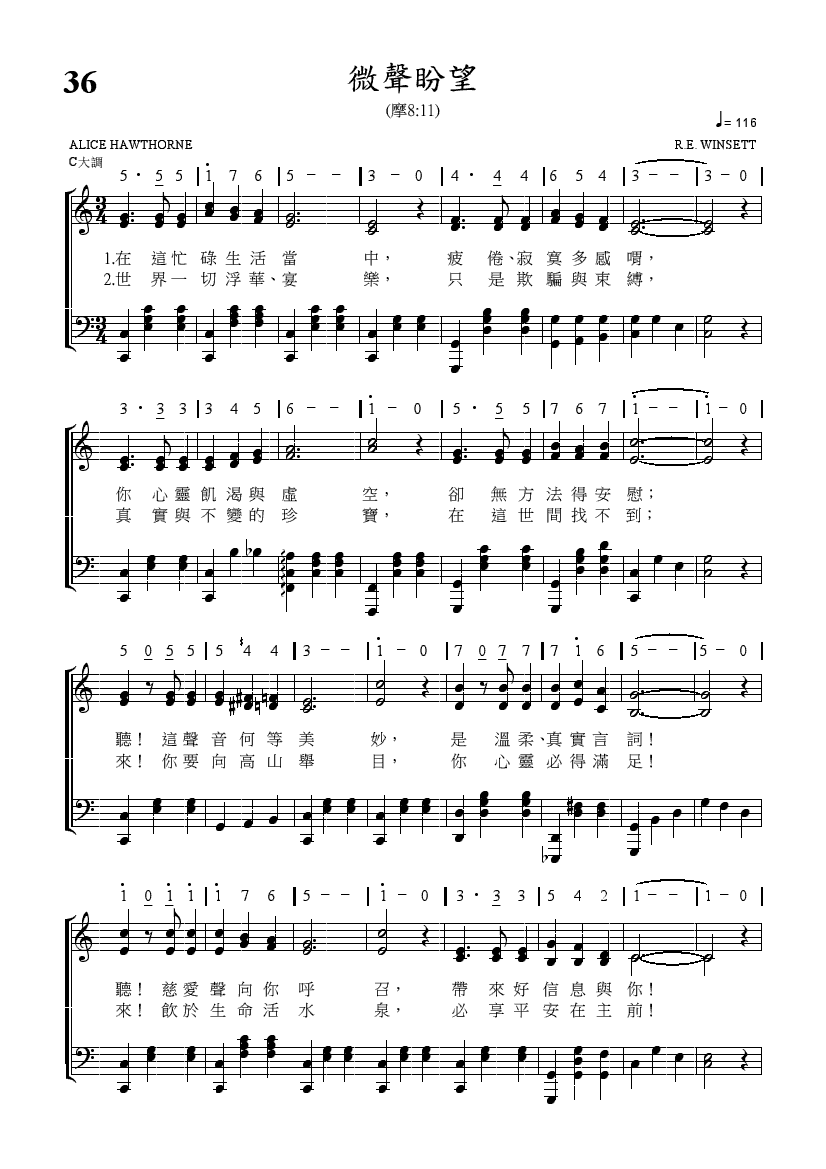 36
微聲盼望
(摩8:11)
♩= 116
ALICE HAWTHORNE
R.E. WINSETT
C大調
5 · 5 5 | 1̇ 7 6 | 5 - - | 3 - 0 | 4 · 4 4 | 6 5 4 | 3 - - | 3 - 0 |
3/4
1.在 這忙碌生活當 中, 疲倦、寂寞多感喟,
2.世界一切浮華、宴 樂, 只是欺騙與束縛,
3/4
3 · 3 3 | 3 4 5 | 6 - - | 1̇ - 0 | 5 · 5 5 | 7 6 7 | 1̇ - - | 1̇ - 0 |
你心靈飢渴與虛 空, 卻無方法得安慰;
真實與不變的珍 寶, 在這世間找不到;
5 0 5 5 | 5 4 4 | 3 - - | 1̇ - 0 | 7 0 7 7 | 7 1̇ 6 | 5 - - | 5 - 0 |
聽!這聲音何等美 妙, 是溫柔、真實言詞!
來!你要向高山舉 目, 你心靈必得滿足!
1̇ 0 1̇ 1̇ | 1̇ 7 6 | 5 - - | 1̇ - 0 | 3 · 3 3 | 5 4 2 | 1 - - | 1 - 0 |
聽!慈愛聲向你呼 召, 帶來好信息與你!
來!飲於生命活水 泉, 必享平安在主前!